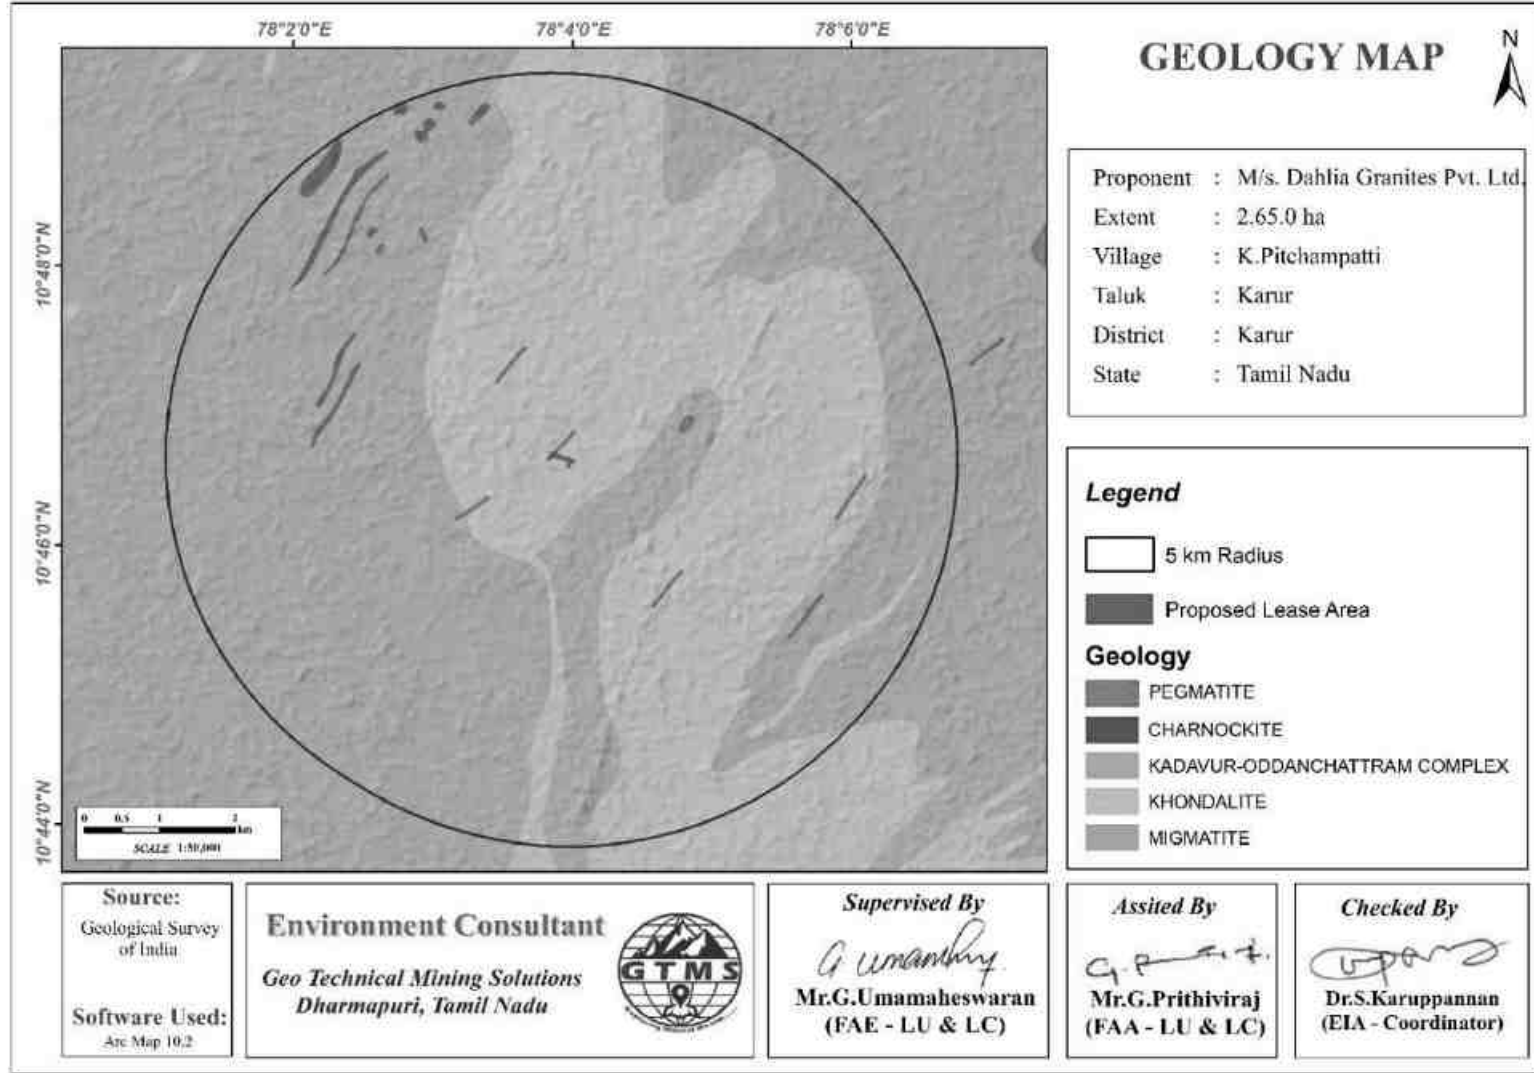 78°2'0"E
78°4'0"E
78°6'0"E
GEOLOGY MAP
N
Proponent : M/s. Dahlia Granites Pvt. Ltd,
Extent : 2.65.0 ha
Village : K.Pitchampatti
Taluk : Karur
District : Karur
State : Tamil Nadu
10°48'0"N
10°46'0"N
10°44'0"N
Legend
5 km Radius
Proposed Lease Area
Geology
PEGMATITE
CHARNOCKITE
KADAVUR-ODDANCHATTRAM COMPLEX
KHONDALITE
MIGMATITE
0 0.5 1 2
km
SCALE 1:50,000
Source:
Geological Survey
of India
Software Used:
Arc Map 10.2
Environment Consultant
Geo Technical Mining Solutions
Dharmapuri, Tamil Nadu
GTMS
Supervised By
Mr.G.Umamaheswaran
(FAE - LU & LC)
Assited By
Mr.G.Prithiviraj
(FAA - LU & LC)
Checked By
Dr.S.Karuppannan
(EIA - Coordinator)